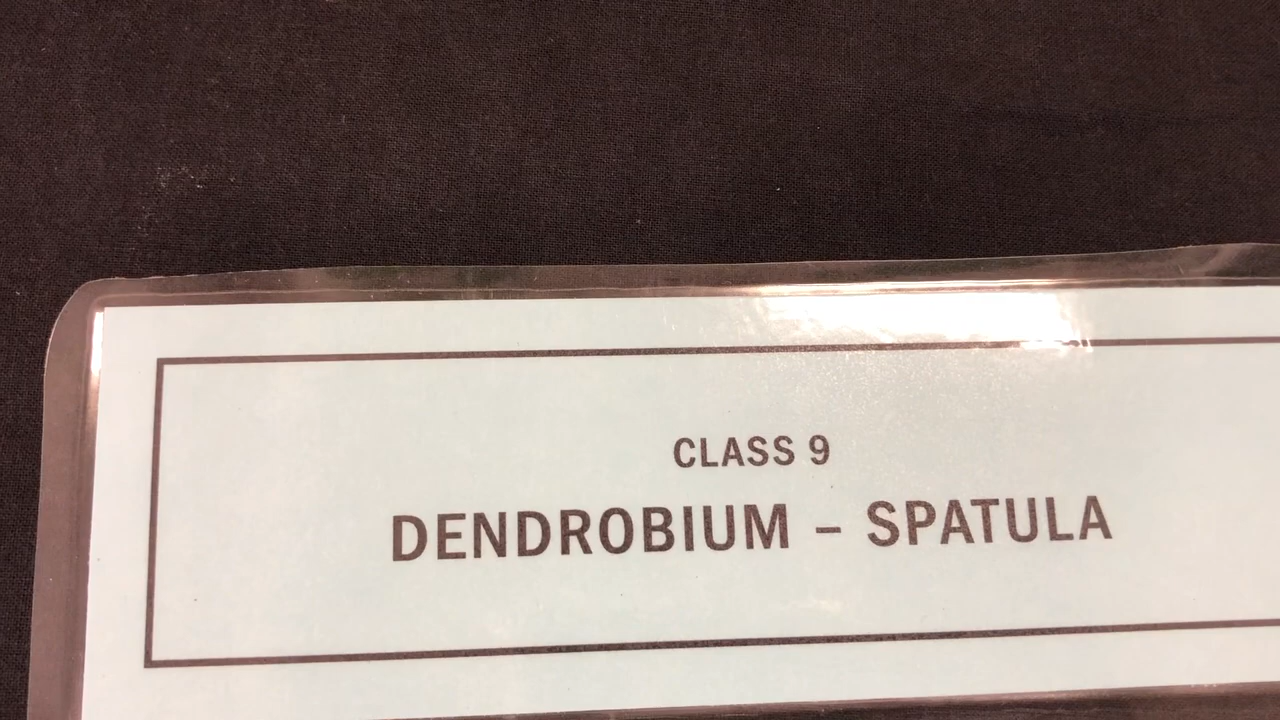 CLASS 9
DENDROBIUM – SPATULA